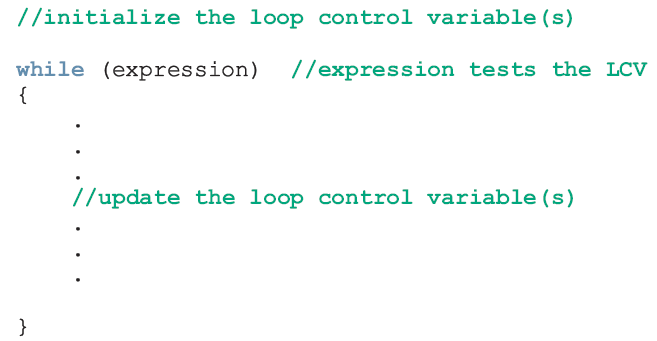 //initialize the loop control variable(s)
while (expression)  //expression tests the LCV
{
.
.
.
//update the loop control variable(s)
.
.
.
}